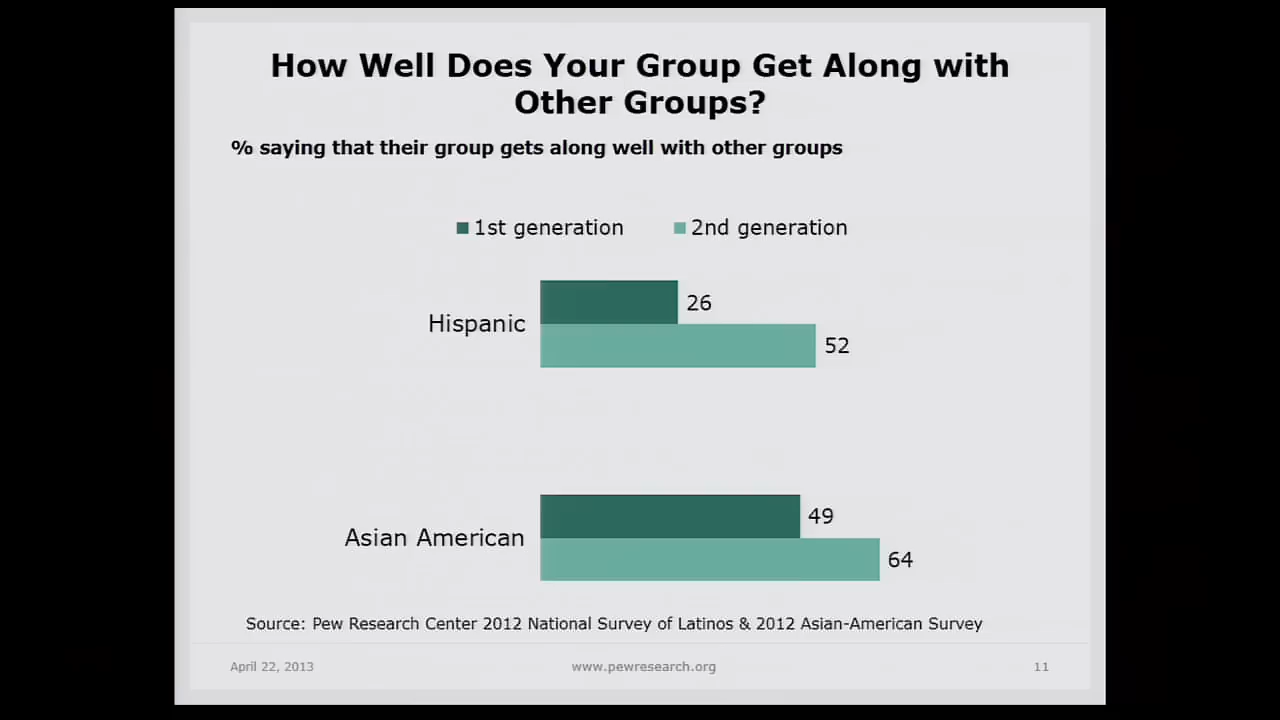 How Well Does Your Group Get Along with
Other Groups?
% saying that their group gets along well with other groups
1st generation 2nd generation
Hispanic
26
52
Asian American
49
64
Source: Pew Research Center 2012 National Survey of Latinos & 2012 Asian-American Survey
April 22, 2013 www.pewresearch.org 11